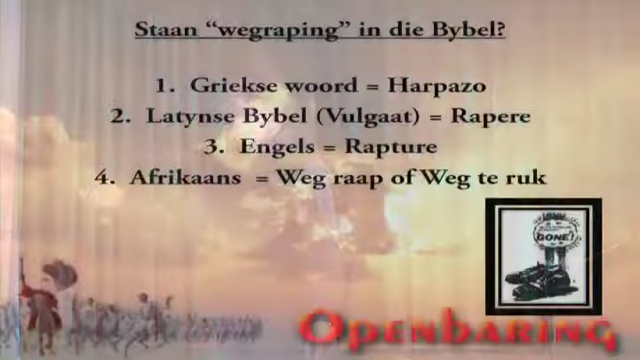 Staan “wegraping” in die Bybel?
1. Griekse woord = Harpazo
2. Latynse Bybel (Vulgaat) = Rapere
3. Engels = Rapture
4. Afrikaans = Weg raap of Weg te ruk
GONE!
Openbaring